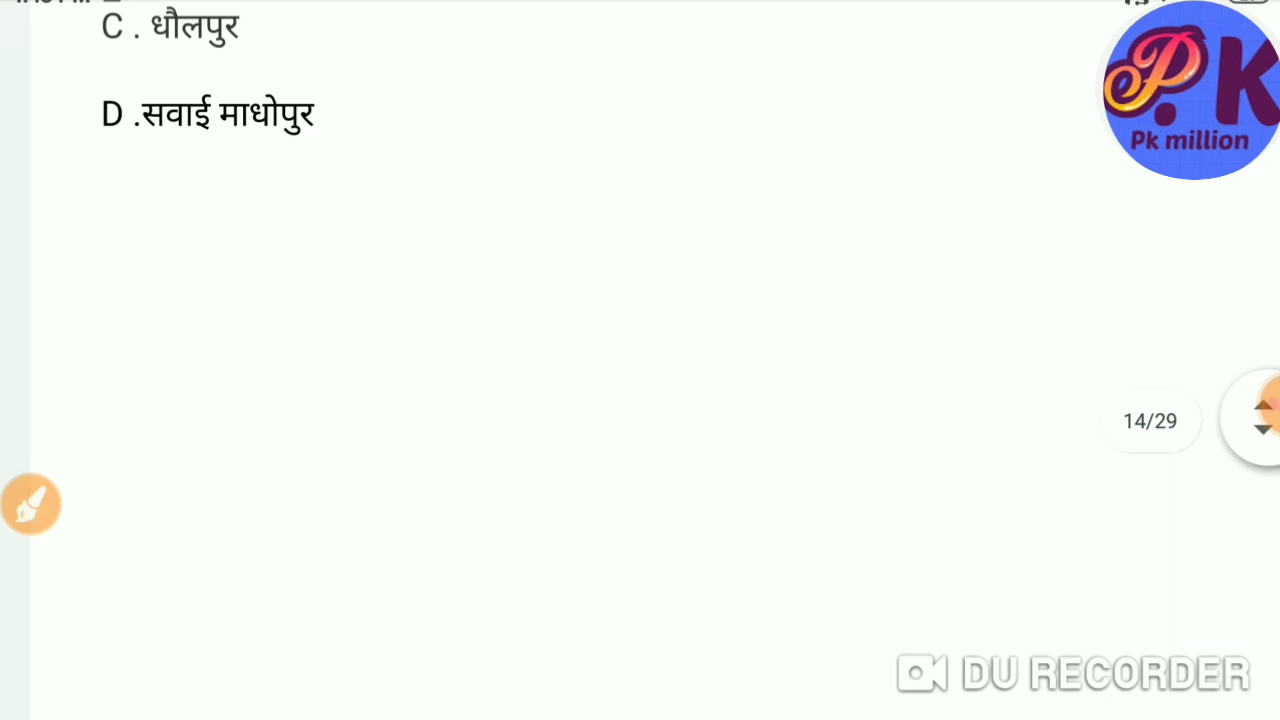 C . धौलपुर
D .सवाई माधोपुर
P.K
Pk million
14/29
DU RECORDER